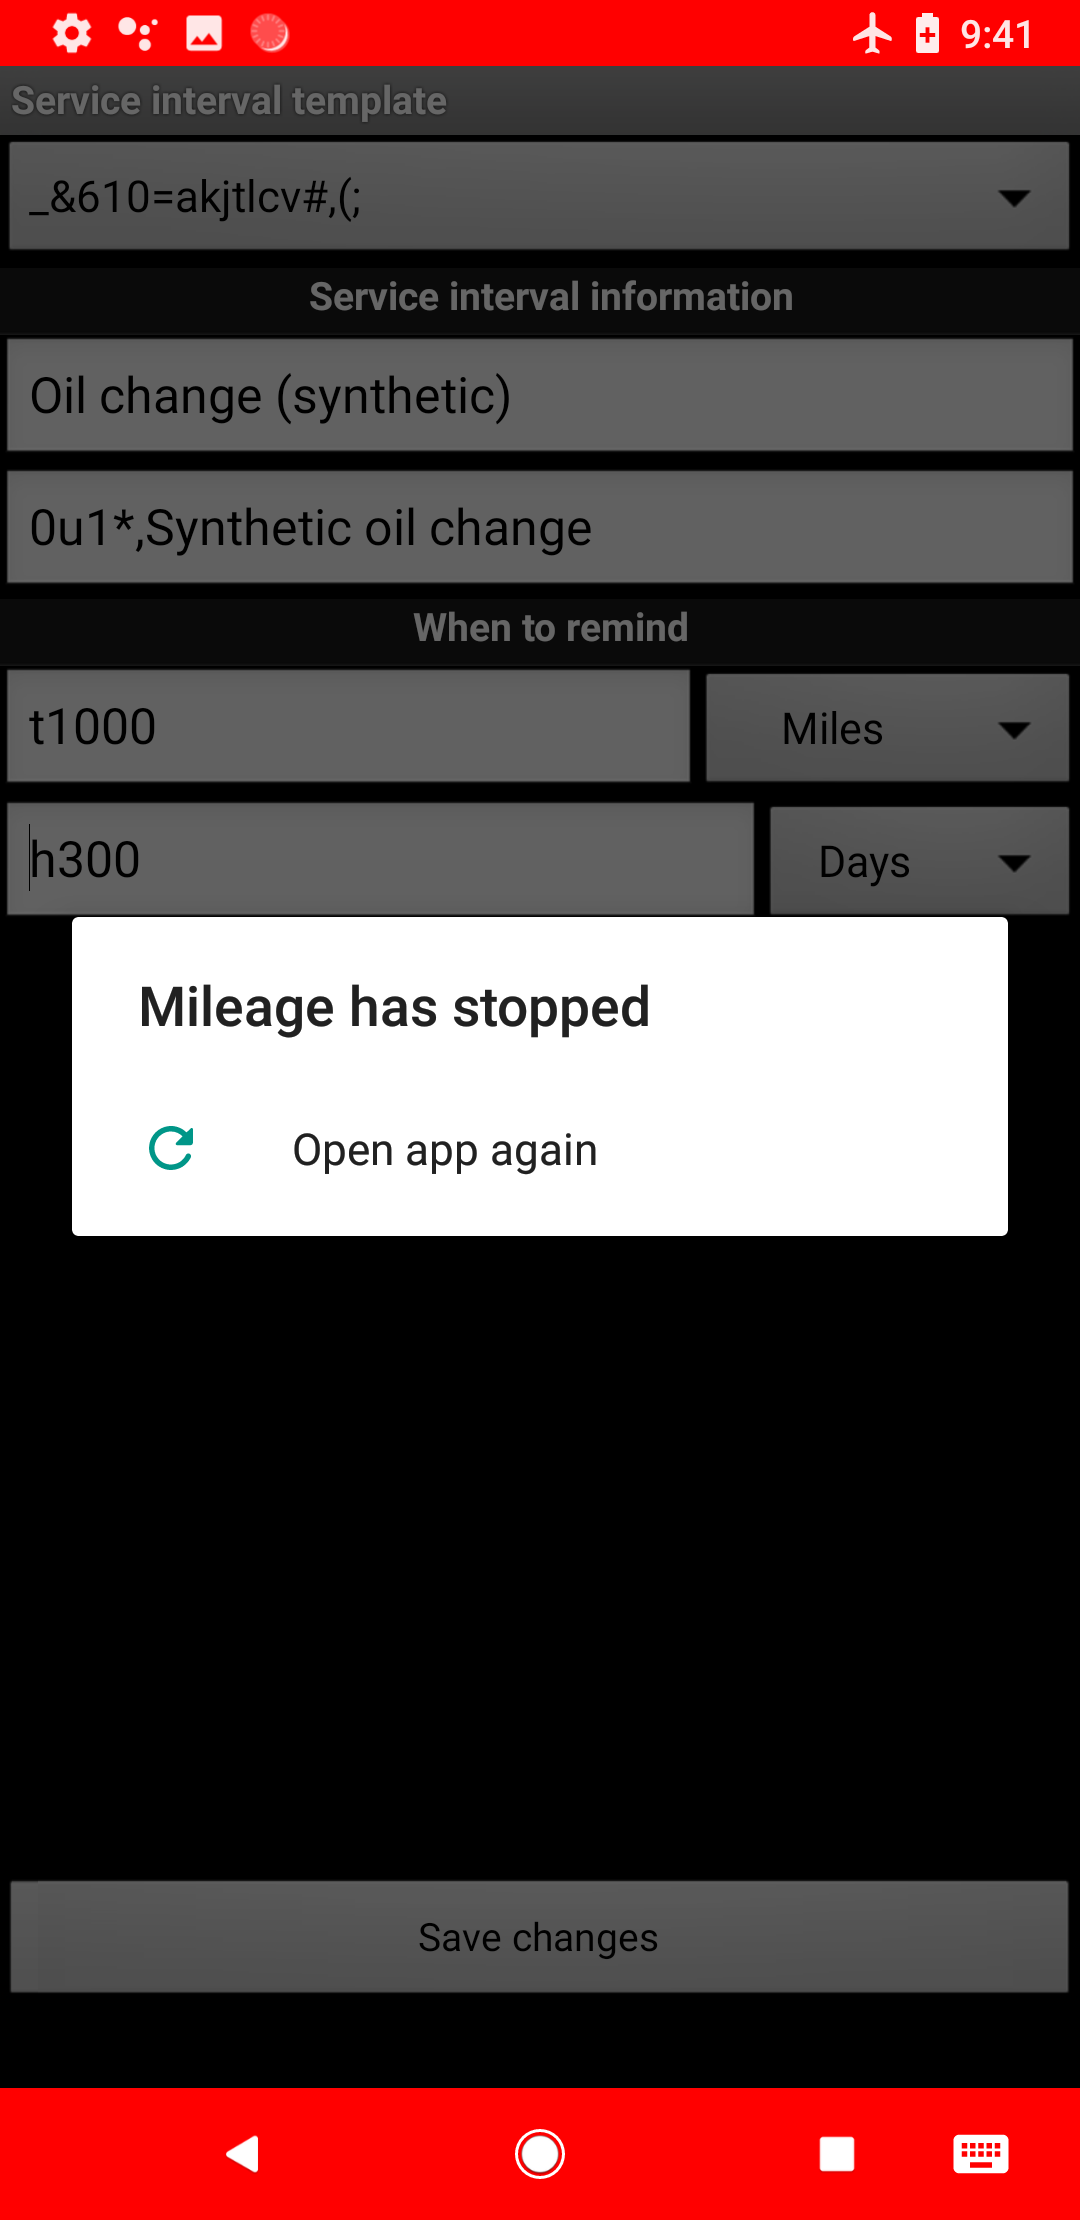 9:41
Service interval template
_&610=akjtlcv#,(;
Service interval information
Oil change (synthetic)
0u1*,Synthetic oil change
When to remind
t1000
Miles
h300
Days
Mileage has stopped
Open app again
Save changes